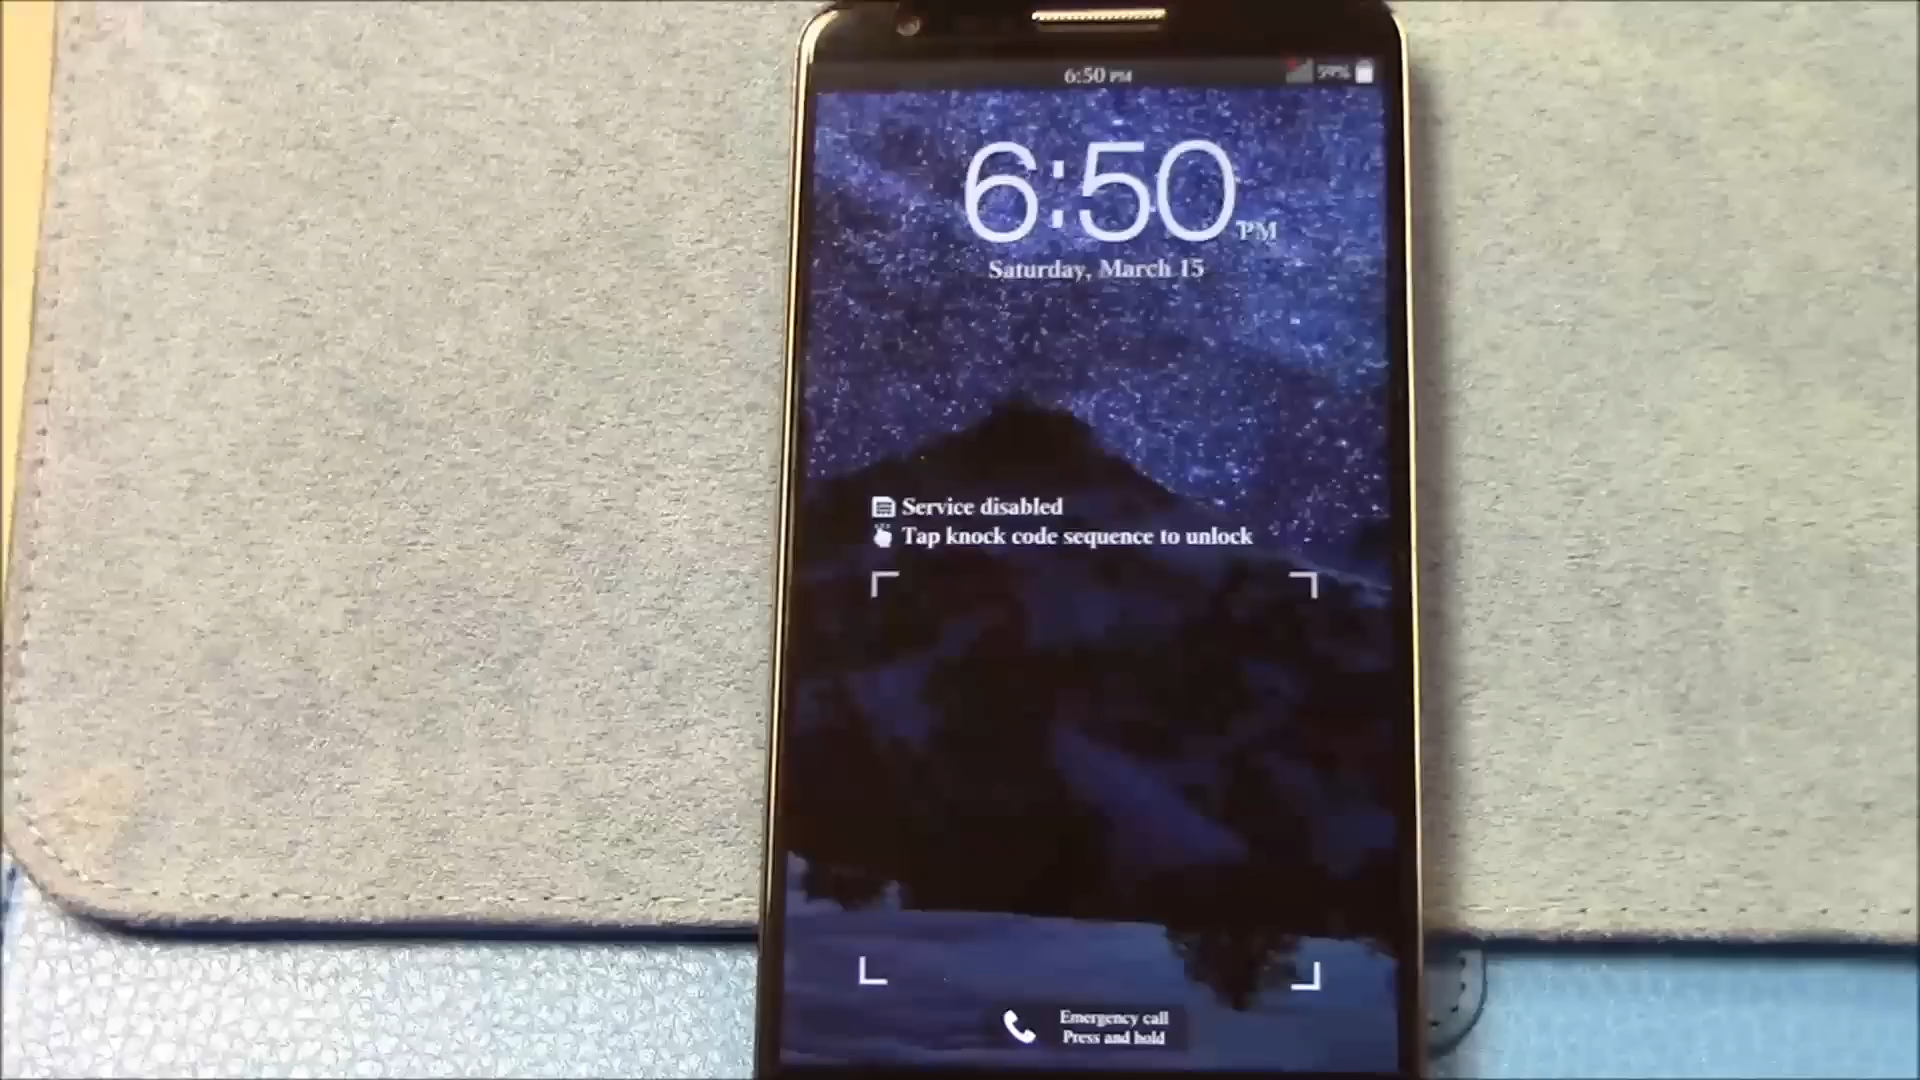 6:50 PM
59%
6:50 PM
Saturday, March 15
Service disabled
Tap knock code sequence to unlock
Emergency call
Press and hold